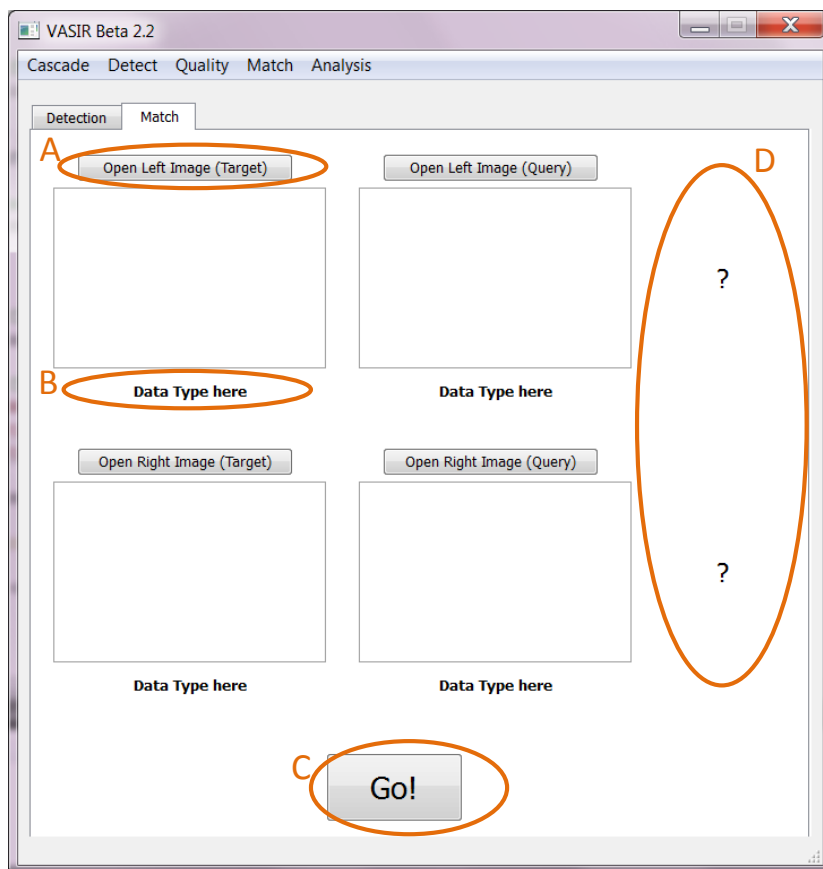 VASIR Beta 2.2
Cascade Detect Quality Match Analysis
Detection Match
A Open Left Image (Target) Open Left Image (Query) D
?
B Data Type here Data Type here
Open Right Image (Target) Open Right Image (Query)
?
Data Type here Data Type here
C Go!